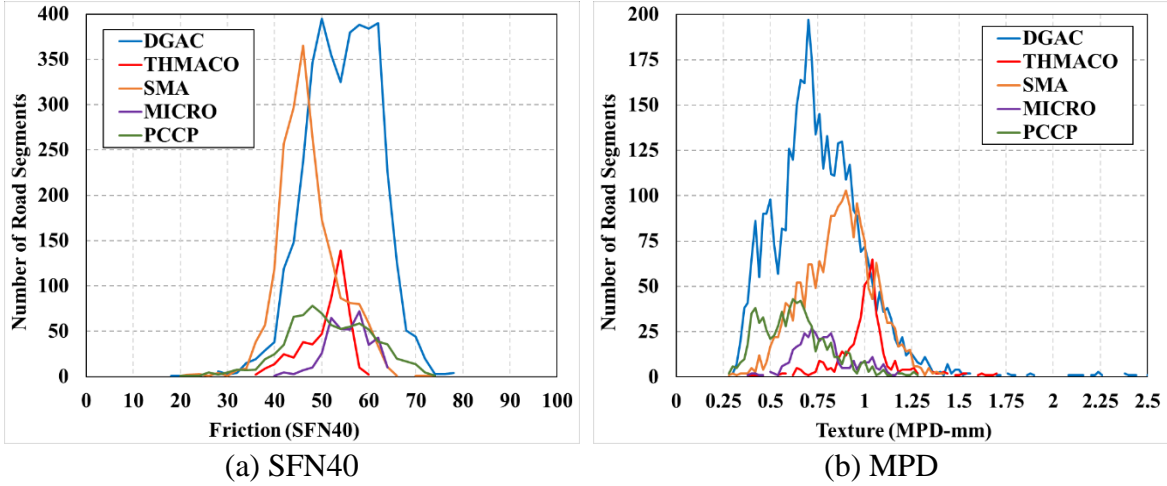 400
350
300
250
200
150
100
50
0
Number of Road Segments
DGAC
THMACO
SMA
MICRO
PCCP
0 10 20 30 40 50 60 70 80 90 100
Friction (SFN40)
(a) SFN40
200
175
150
125
100
75
50
25
0
Number of Road Segments
DGAC
THMACO
SMA
MICRO
PCCP
0 0.25 0.5 0.75 1 1.25 1.5 1.75 2 2.25 2.5
Texture (MPD-mm)
(b) MPD